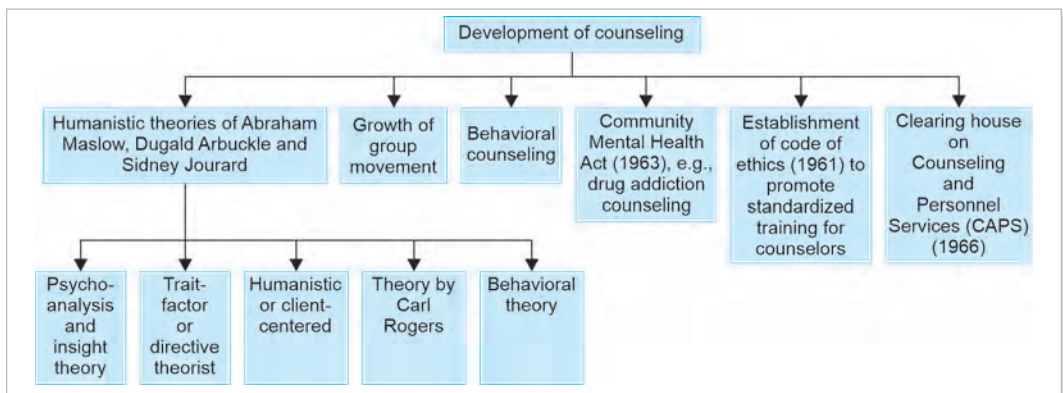 Development of counseling
Humanistic theories of Abraham
Maslow, Dugald Arbuckle and
Sidney Jourard
Growth of
group
movement
Behavioral
counseling
Community
Mental Health
Act (1963), e.g.,
drug addiction
counseling
Establishment
of code of
ethics (1961) to
promote
standardized
training for
counselors
Clearing house
on
Counseling
and
Personnel
Services (CAPS)
(1966)
Psycho-
analysis
and
insight
theory
Trait-
factor
or
directive
theorist
Humanistic
or client-
centered
Theory by
Carl
Rogers
Behavioral
theory